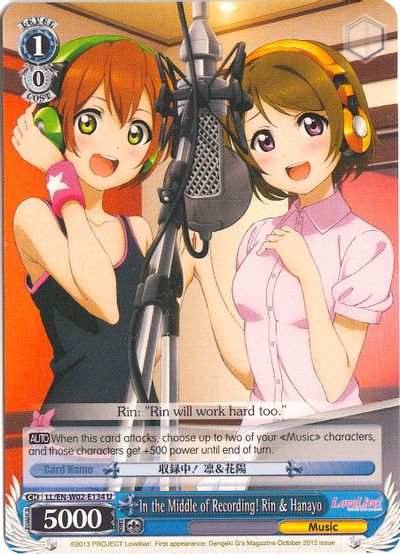 LEVEL
1
0
COST
Rin: "Rin will work hard too."
AUTO When this card attacks, choose up to two of your «Music» characters,
and those characters get +500 power until end of turn.
Card Name 収録中! 凛&花陽
CH LL/EN-W02-E134 U
In the Middle of Recording! Rin & Hanayo
POWER 5000
LoveLive!
Music
©2013 PROJECT Lovelive! First appearance: Dengeki G's Magazine October 2012 issue